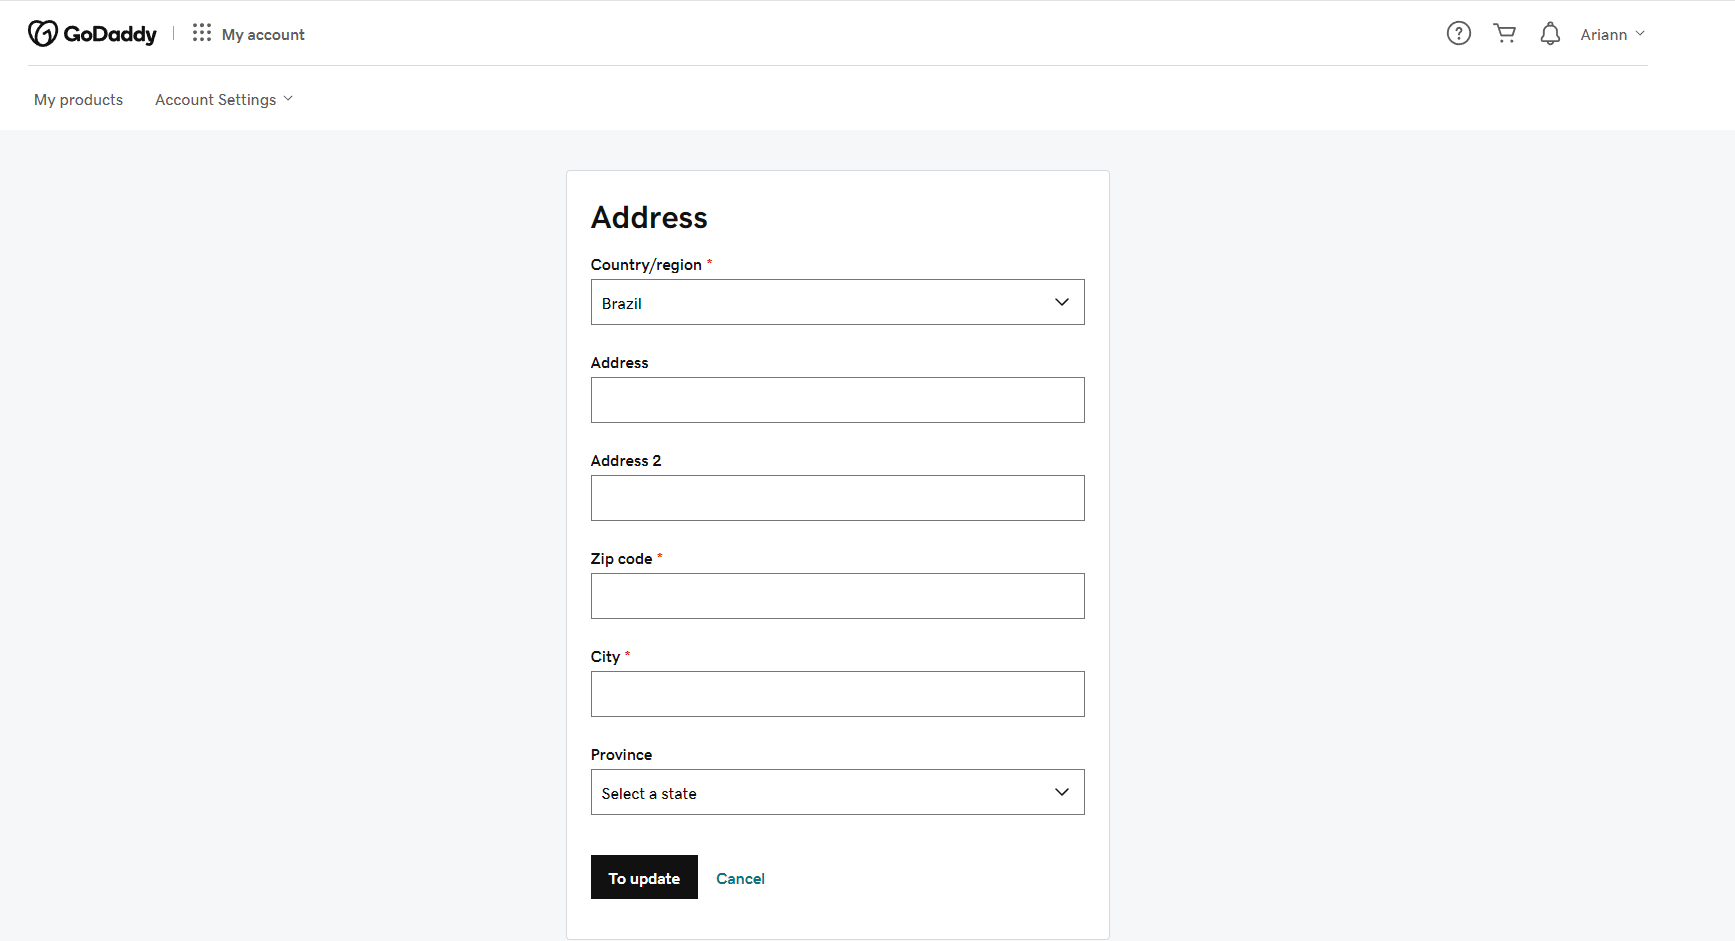 GoDaddy My account Ariann
My products Account Settings
Address
Country/region *
Brazil
Address
Address 2
Zip code *
City *
Province
Select a state
To update Cancel